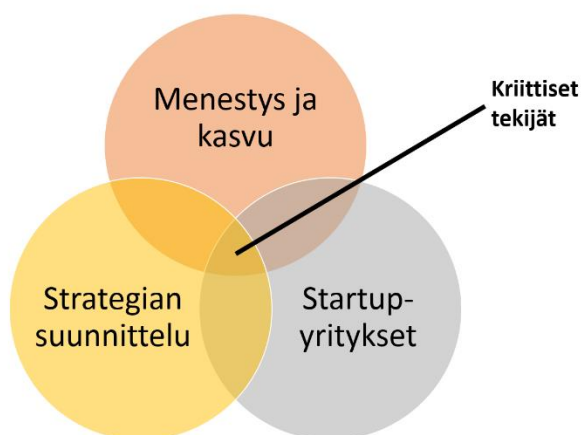 Menestys ja
kasvu
Kriittiset
tekijät
Strategian
suunnittelu
Startup-
yritykset